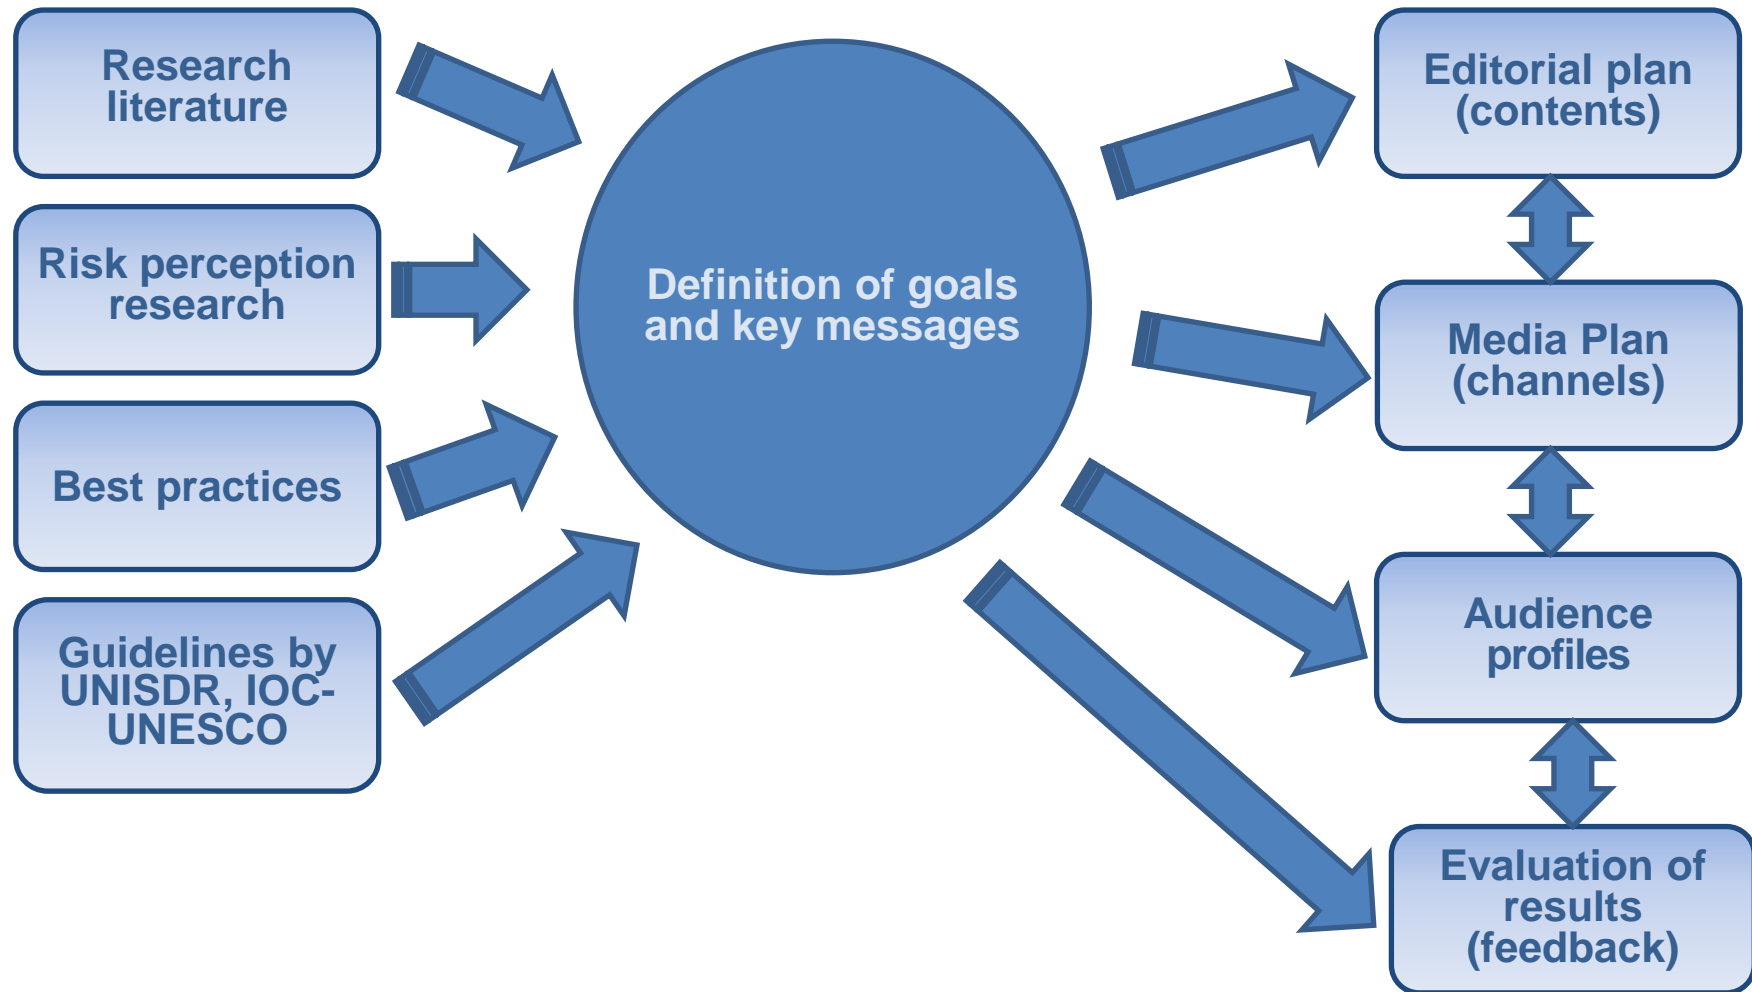 Research
literature
Risk perception
research
Best practices
Guidelines by
UNISDR, IOC-
UNESCO
Definition of goals
and key messages
Editorial plan
(contents)
Media Plan
(channels)
Audience
profiles
Evaluation of
results
(feedback)